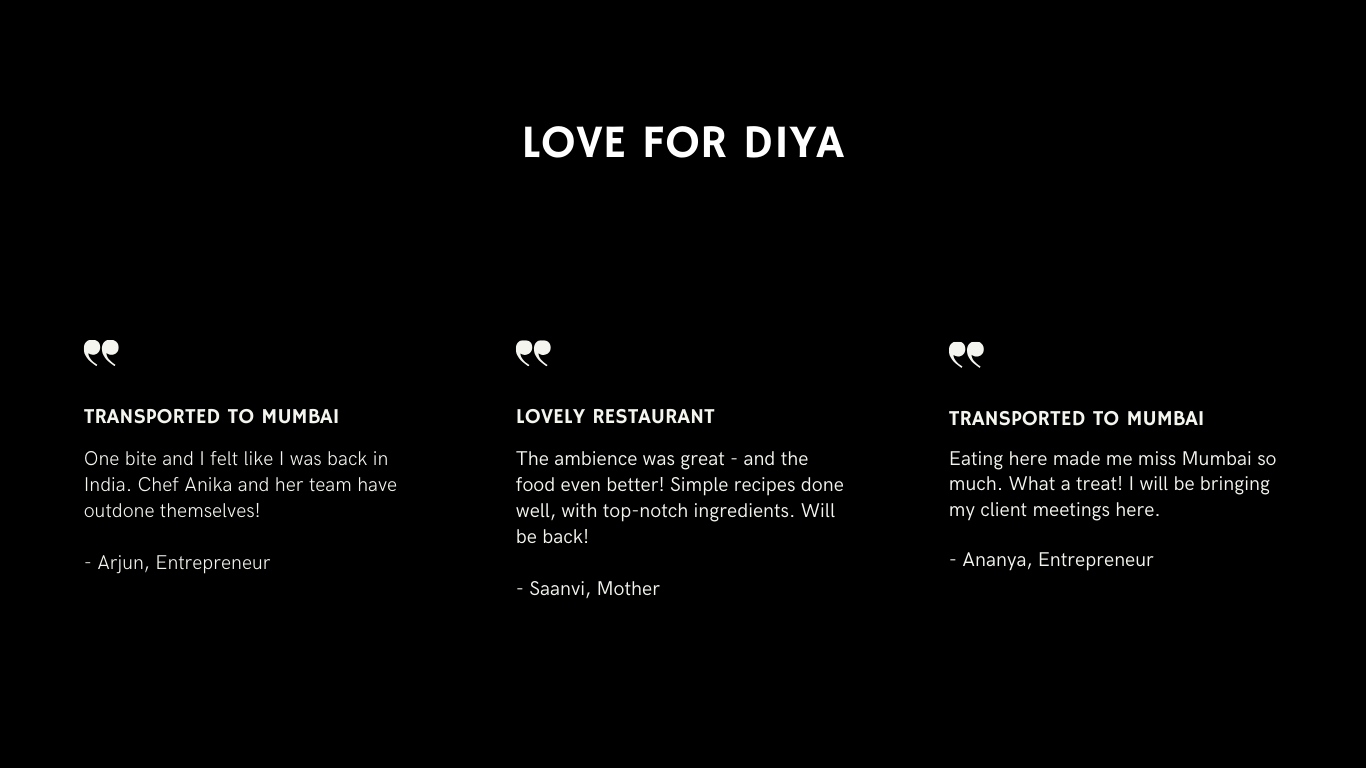 LOVE FOR DIYA
TRANSPORTED TO MUMBAI
One bite and I felt like I was back in
India. Chef Anika and her team have
outdone themselves!
- Arjun, Entrepreneur
LOVELY RESTAURANT
The ambience was great - and the
food even better! Simple recipes done
well, with top-notch ingredients. Will
be back!
- Saanvi, Mother
TRANSPORTED TO MUMBAI
Eating here made me miss Mumbai so
much. What a treat! I will be bringing
my client meetings here.
- Ananya, Entrepreneur